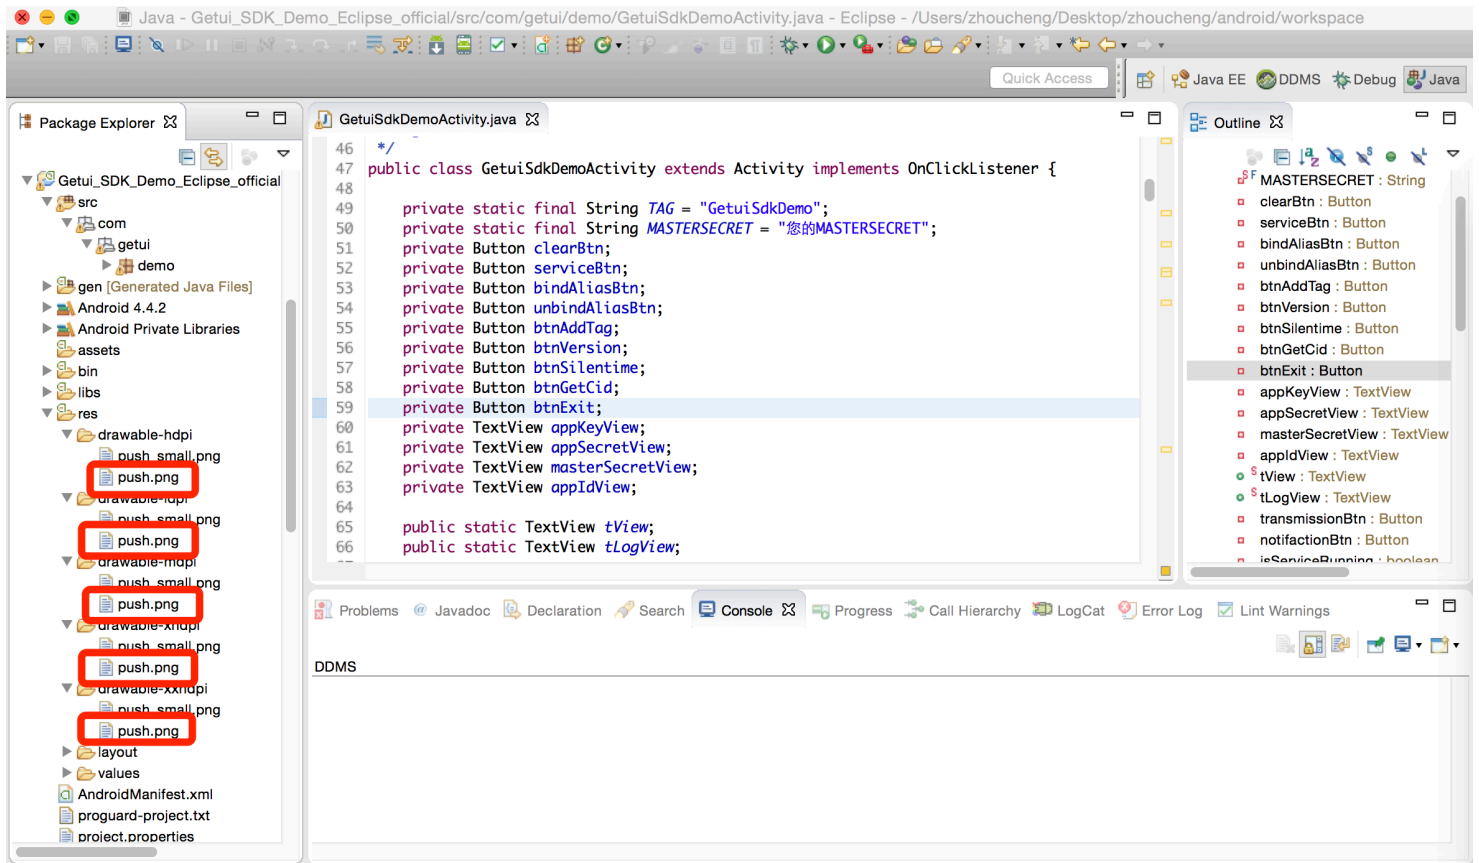 Java - Getui_SDK_Demo_Eclipse_official/src/com/getui/demo/GetuiSdkDemoActivity.java - Eclipse - /Users/zhoucheng/Desktop/zhoucheng/android/workspace
Quick Access
Java EE
DDMS
Debug
Java
Package Explorer
Getui_SDK_Demo_Eclipse_official
src
com
getui
demo
gen [Generated Java Files]
Android 4.4.2
Android Private Libraries
assets
bin
libs
res
drawable-hdpi
push_small.png
push.png
drawable-ldpi
push_small.png
push.png
drawable-mdpi
push_small.png
push.png
drawable-xhdpi
push_small.png
push.png
drawable-xxhdpi
push_small.png
push.png
layout
values
AndroidManifest.xml
proguard-project.txt
project.properties
GetuiSdkDemoActivity.java
46 */
47 public class GetuiSdkDemoActivity extends Activity implements OnClickListener {
48
49 private static final String TAG = "GetuiSdkDemo";
50 private static final String MASTERSECRET = "您的MASTERSECRET";
51 private Button clearBtn;
52 private Button serviceBtn;
53 private Button bindAliasBtn;
54 private Button unbindAliasBtn;
55 private Button btnAddTag;
56 private Button btnVersion;
57 private Button btnSilentime;
58 private Button btnGetCid;
59 private Button btnExit;
60 private TextView appKeyView;
61 private TextView appSecretView;
62 private TextView masterSecretView;
63 private TextView appIdView;
64
65 public static TextView tView;
66 public static TextView tLogView;
Outline
MASTERSECRET : String
clearBtn : Button
serviceBtn : Button
bindAliasBtn : Button
unbindAliasBtn : Button
btnAddTag : Button
btnVersion : Button
btnSilentime : Button
btnGetCid : Button
btnExit : Button
appKeyView : TextView
appSecretView : TextView
masterSecretView : TextView
appIdView : TextView
tView : TextView
tLogView : TextView
transmissionBtn : Button
notifactionBtn : Button
isServiceRunning : boolean
Problems
Javadoc
Declaration
Search
Console
Progress
Call Hierarchy
LogCat
Error Log
Lint Warnings
DDMS